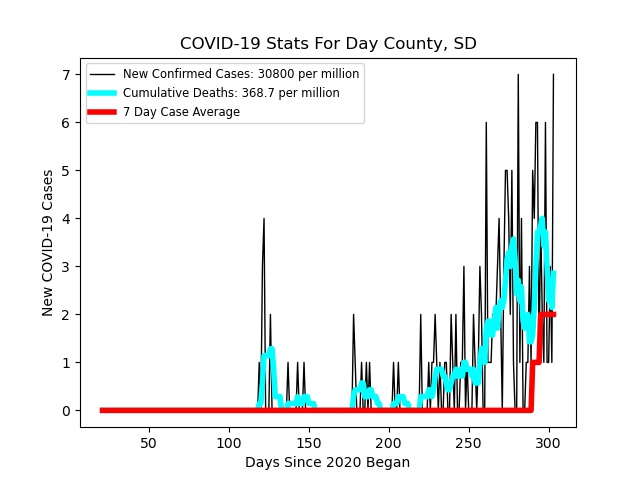 COVID-19 Stats For Day County, SD
New Confirmed Cases: 30800 per million
Cumulative Deaths: 368.7 per million
7 Day Case Average
New COVID-19 Cases
7
6
5
4
3
2
1
0
50 100 150 200 250 300
Days Since 2020 Began